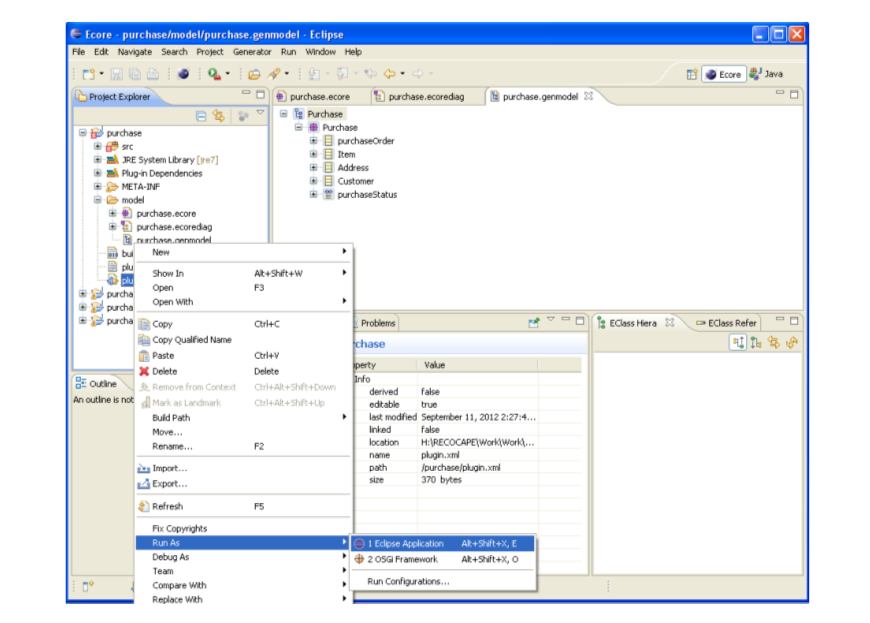 Ecore - purchase/model/purchase.genmodel - Eclipse
File Edit Navigate Search Project Generator Run Window Help
Ecore Java
Project Explorer
purchase.ecore purchase.ecorediag purchase.genmodel
purchase
src
JRE System Library [jre7]
Plug-in Dependencies
META-INF
model
purchase.ecore
purchase.ecorediag
purchase.genmodel
bui
plu
plu
purcha
purcha
purcha
Purchase
Purchase
purchaseOrder
Item
Address
Customer
purchaseStatus
New
Show In Alt+Shift+W
Open F3
Open With
Copy Ctrl+C
Copy Qualified Name
Paste Ctrl+V
Delete Delete
Remove from Context Ctrl+Alt+Shift+Down
Mark as Landmark Ctrl+Alt+Shift+Up
Build Path
Move...
Rename... F2
Import...
Export...
Refresh F5
Fix Copyrights
Run As
Debug As
Team
Compare With
Replace With
1 Eclipse Application Alt+Shift+X, E
2 OSGi Framework Alt+Shift+X, O
Run Configurations...
Outline
An outline is not
Problems
chase
perty Value
Info
derived false
editable true
last modified September 11, 2012 2:27:4...
linked false
location H:\RECOCAPE\Work\Work\...
name plugin.xml
path /purchase/plugin.xml
size 370 bytes
EClass Hiera EClass Refer